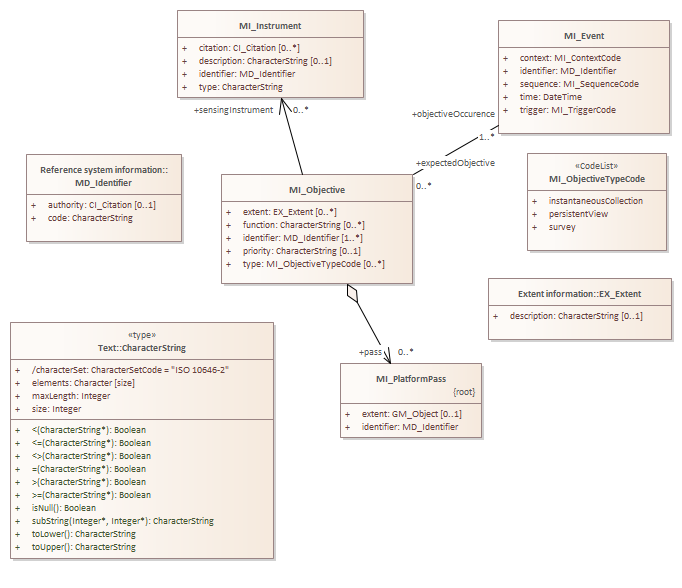 MI_Instrument
+ citation: CI_Citation [0..*]
+ description: CharacterString [0..1]
+ identifier: MD_Identifier
+ type: CharacterString
MI_Event
+ context: MI_ContextCode
+ identifier: MD_Identifier
+ sequence: MI_SequenceCode
+ time: DateTime
+ trigger: MI_TriggerCode
+sensingInstrument
0..*
+objectiveOccurence
1..*
+expectedObjective
0..*
Reference system information::
MD_Identifier
+ authority: CI_Citation [0..1]
+ code: CharacterString
MI_Objective
+ extent: EX_Extent [0..*]
+ function: CharacterString [0..*]
+ identifier: MD_Identifier [1..*]
+ priority: CharacterString [0..1]
+ type: MI_ObjectiveTypeCode [0..*]
«CodeList»
MI_ObjectiveTypeCode
+ instantaneousCollection
+ persistentView
+ survey
Extent information::EX_Extent
+ description: CharacterString [0..1]
+pass
0..*
MI_PlatformPass
{root}
+ extent: GM_Object [0..1]
+ identifier: MD_Identifier
«type»
Text::CharacterString
+ /characterSet: CharacterSetCode = "ISO 10646-2"
+ elements: Character [size]
+ maxLength: Integer
+ size: Integer
+ <(CharacterString*): Boolean
+ <=(CharacterString*): Boolean
+ <>(CharacterString*): Boolean
+ =(CharacterString*): Boolean
+ >(CharacterString*): Boolean
+ >=(CharacterString*): Boolean
+ isNull(): Boolean
+ subString(Integer*, Integer*): CharacterString
+ toLower(): CharacterString
+ toUpper(): CharacterString